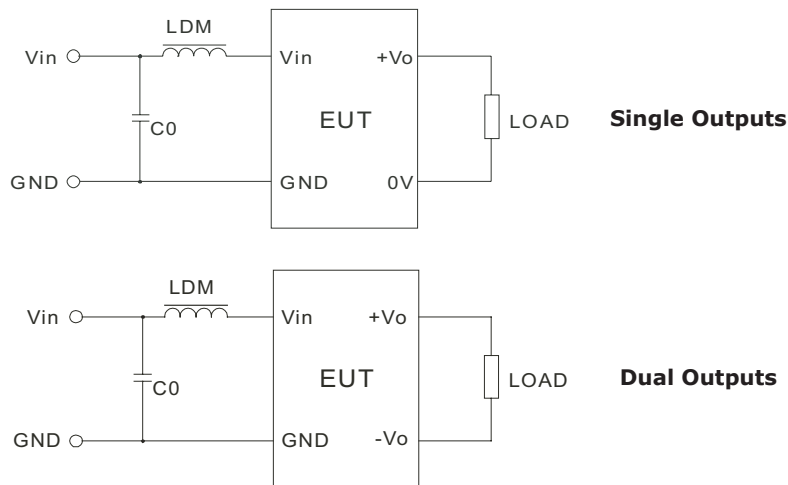 LDM
Vin Vin +Vo
C0 EUT LOAD Single Outputs
GND GND 0V
LDM
Vin Vin +Vo
C0 EUT LOAD Dual Outputs
GND GND -Vo